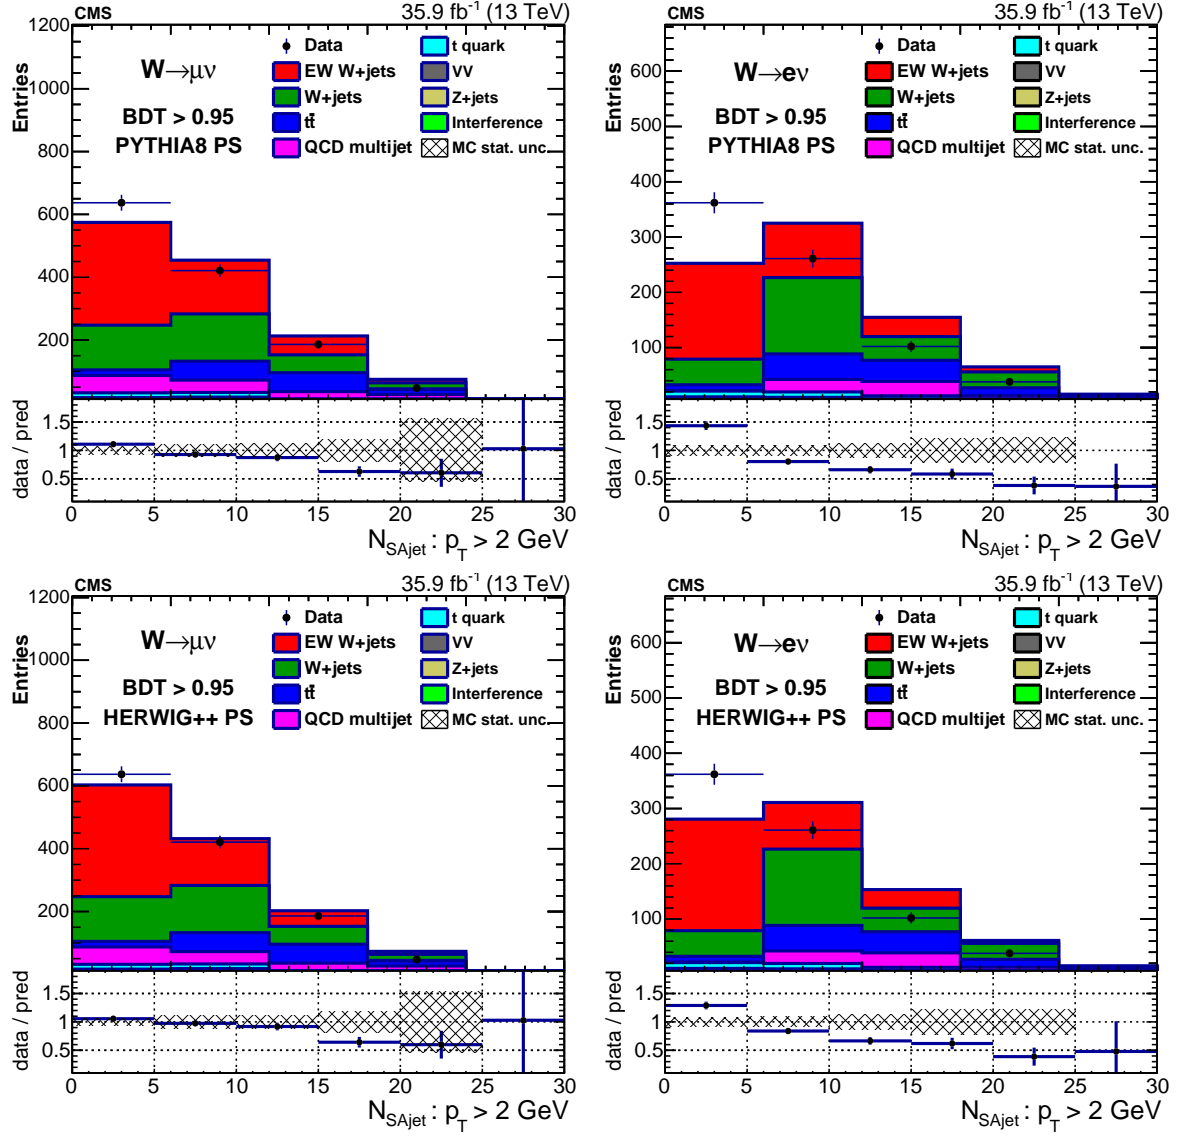 CMS 35.9 fb⁻¹ (13 TeV)
Entries
1200
1000
800
600
400
200
W→μν
BDT > 0.95
PYTHIA8 PS
Data
EW W+jets
W+jets
tt̄
QCD multijet
t quark
VV
Z+jets
Interference
MC stat. unc.
data / pred
1.5
1
0.5
0 5 10 15 20 25 30
N_SAjet : p_T > 2 GeV
CMS 35.9 fb⁻¹ (13 TeV)
Entries
600
500
400
300
200
100
W→eν
BDT > 0.95
PYTHIA8 PS
Data
EW W+jets
W+jets
tt̄
QCD multijet
t quark
VV
Z+jets
Interference
MC stat. unc.
data / pred
1.5
1
0.5
0 5 10 15 20 25 30
N_SAjet : p_T > 2 GeV
CMS 35.9 fb⁻¹ (13 TeV)
Entries
1200
1000
800
600
400
200
W→μν
BDT > 0.95
HERWIG++ PS
Data
EW W+jets
W+jets
tt̄
QCD multijet
t quark
VV
Z+jets
Interference
MC stat. unc.
data / pred
1.5
1
0.5
0 5 10 15 20 25 30
N_SAjet : p_T > 2 GeV
CMS 35.9 fb⁻¹ (13 TeV)
Entries
600
500
400
300
200
100
W→eν
BDT > 0.95
HERWIG++ PS
Data
EW W+jets
W+jets
tt̄
QCD multijet
t quark
VV
Z+jets
Interference
MC stat. unc.
data / pred
1.5
1
0.5
0 5 10 15 20 25 30
N_SAjet : p_T > 2 GeV